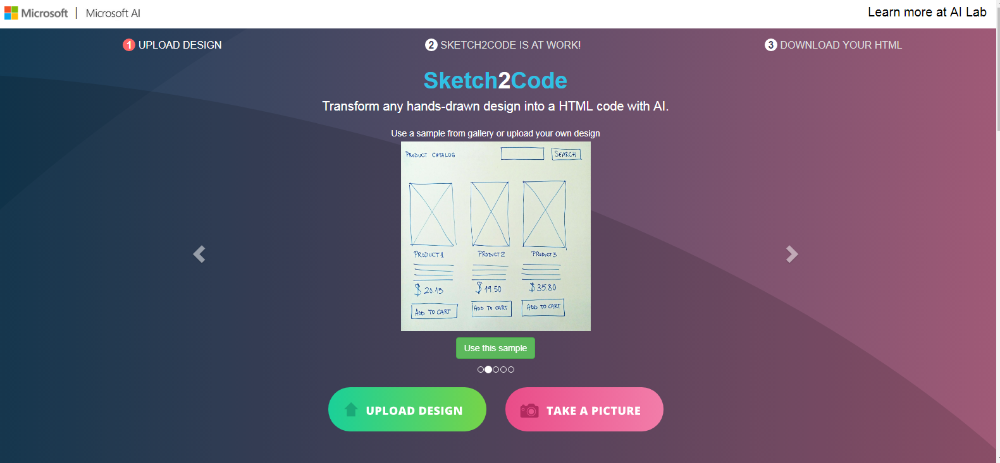 Microsoft | Microsoft AI
Learn more at AI Lab
1 UPLOAD DESIGN
2 SKETCH2CODE IS AT WORK!
3 DOWNLOAD YOUR HTML
Sketch2Code
Transform any hands-drawn design into a HTML code with AI.
Use a sample from gallery or upload your own design
PRODUCT CATALOG
SEARCH
PRODUCT 1
PRODUCT 2
PRODUCT 3
$ 20.15
$ 19.50
$ 35.80
ADD TO CART
ADD TO CART
ADD TO CART
Use this sample
UPLOAD DESIGN
TAKE A PICTURE